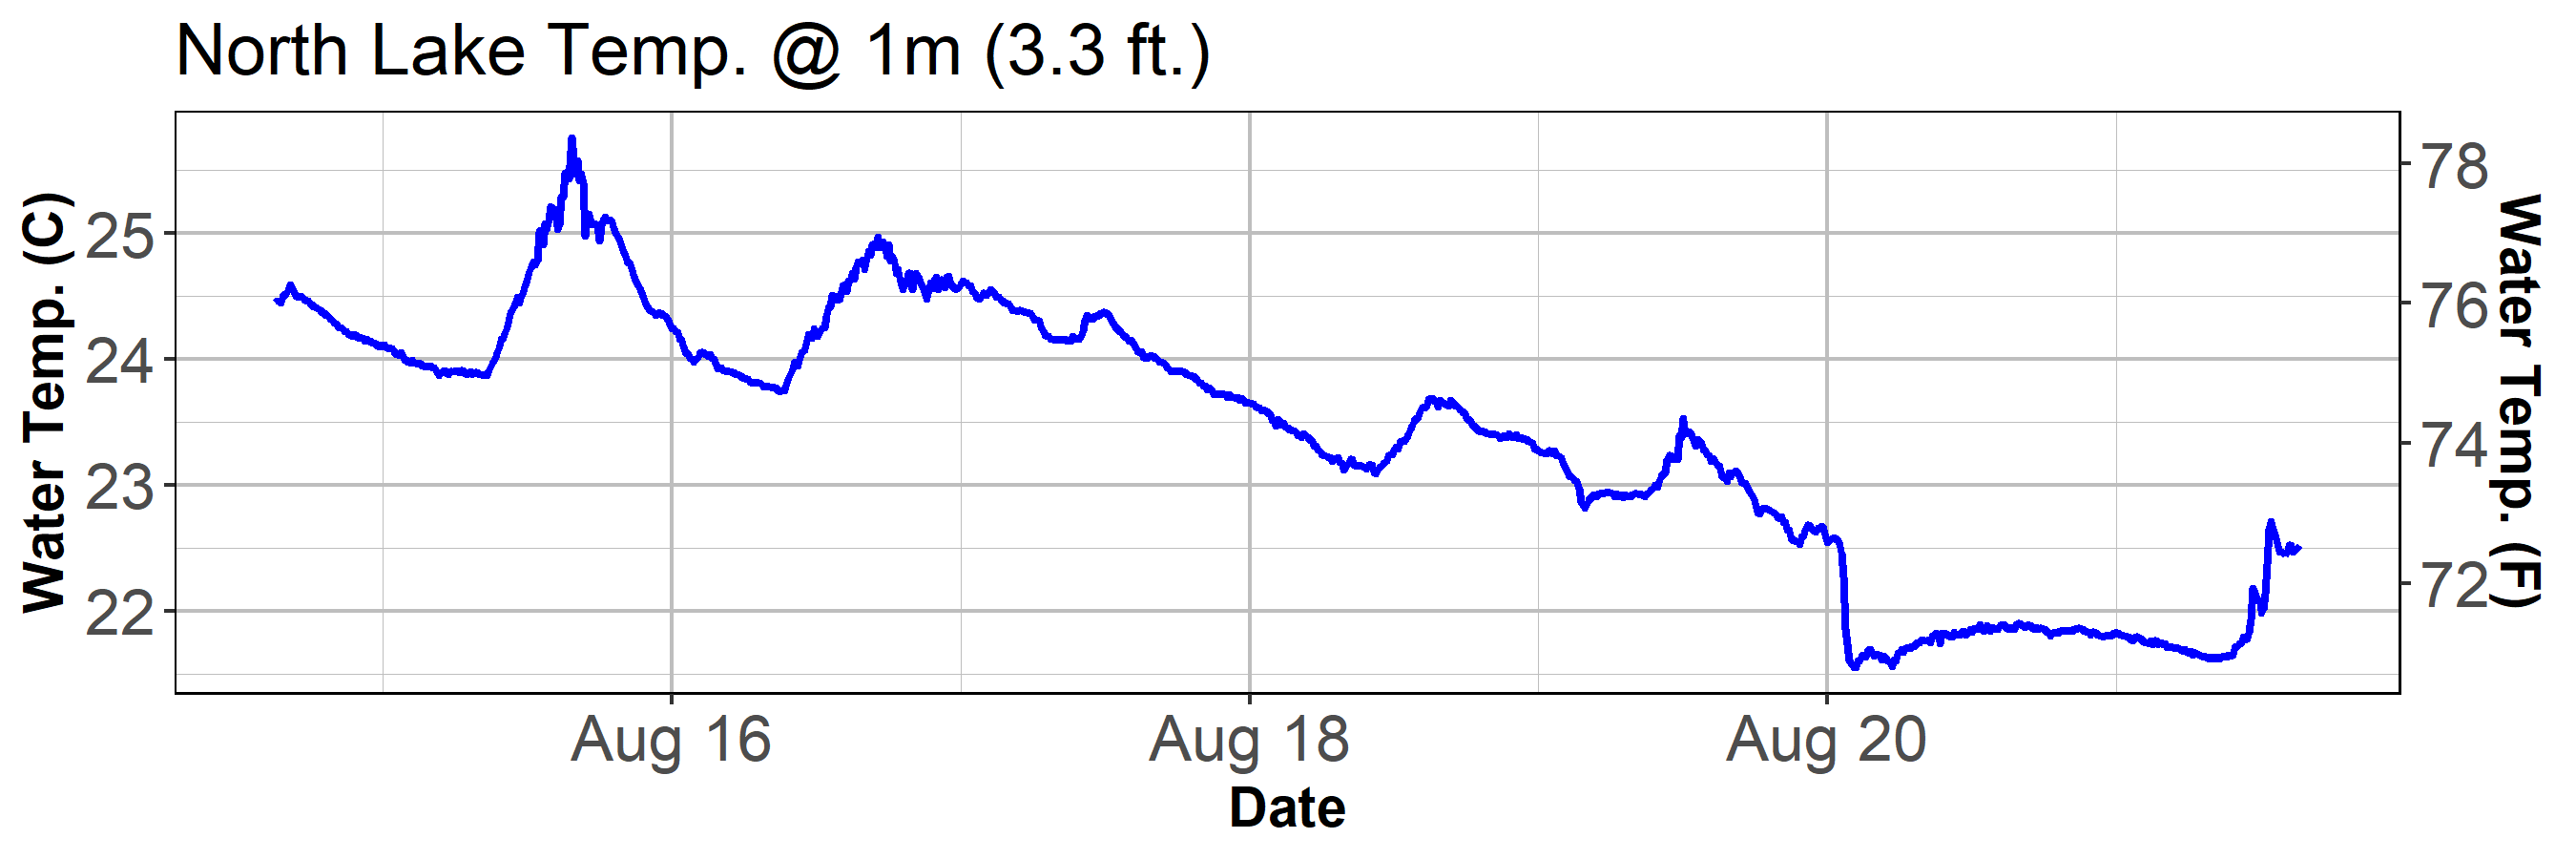 North Lake Temp. @ 1m (3.3 ft.)
Water Temp. (C)
25
24
23
22
78
76
74
72
Water Temp. (F)
Aug 16
Aug 18
Aug 20
Date